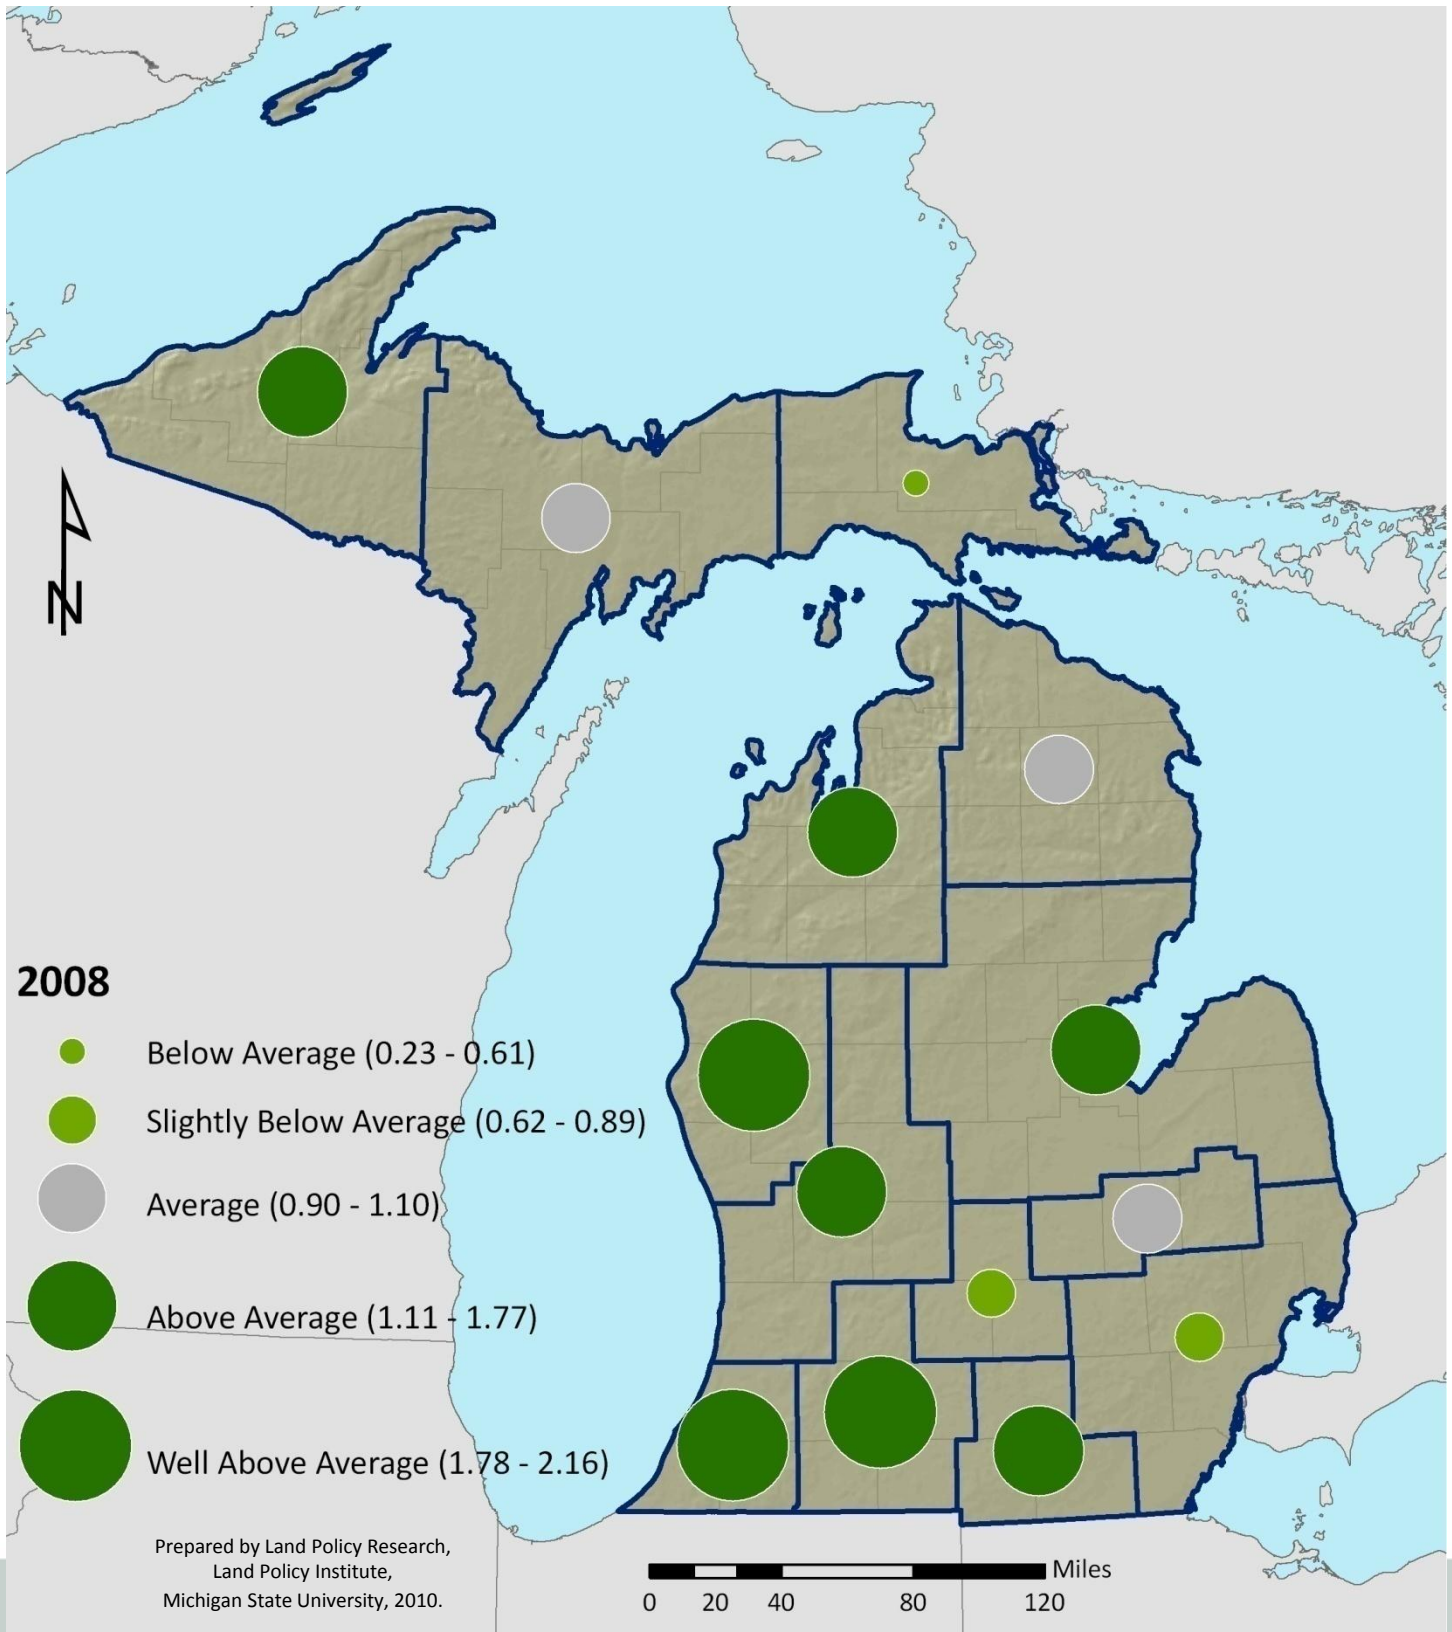 N
2008
Below Average (0.23 - 0.61)
Slightly Below Average (0.62 - 0.89)
Average (0.90 - 1.10)
Above Average (1.11 - 1.77)
Well Above Average (1.78 - 2.16)
Prepared by Land Policy Research,
Land Policy Institute,
Michigan State University, 2010.
Miles
0 20 40 80 120